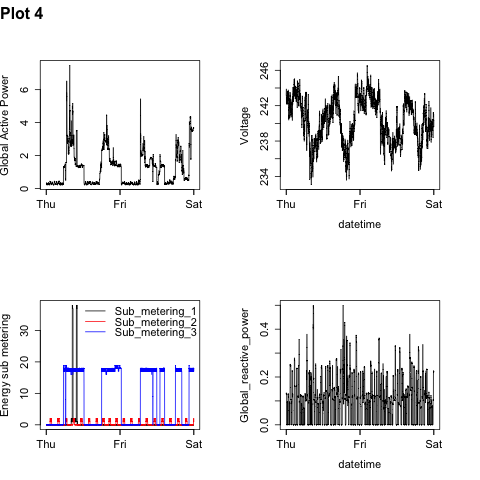 Plot 4
Global Active Power
6
4
2
0
Thu Fri Sat
Voltage
246
242
238
234
Thu Fri Sat
datetime
Energy sub metering
30
20
10
0
Sub_metering_1
Sub_metering_2
Sub_metering_3
Thu Fri Sat
Global_reactive_power
0.4
0.2
0.0
Thu Fri Sat
datetime